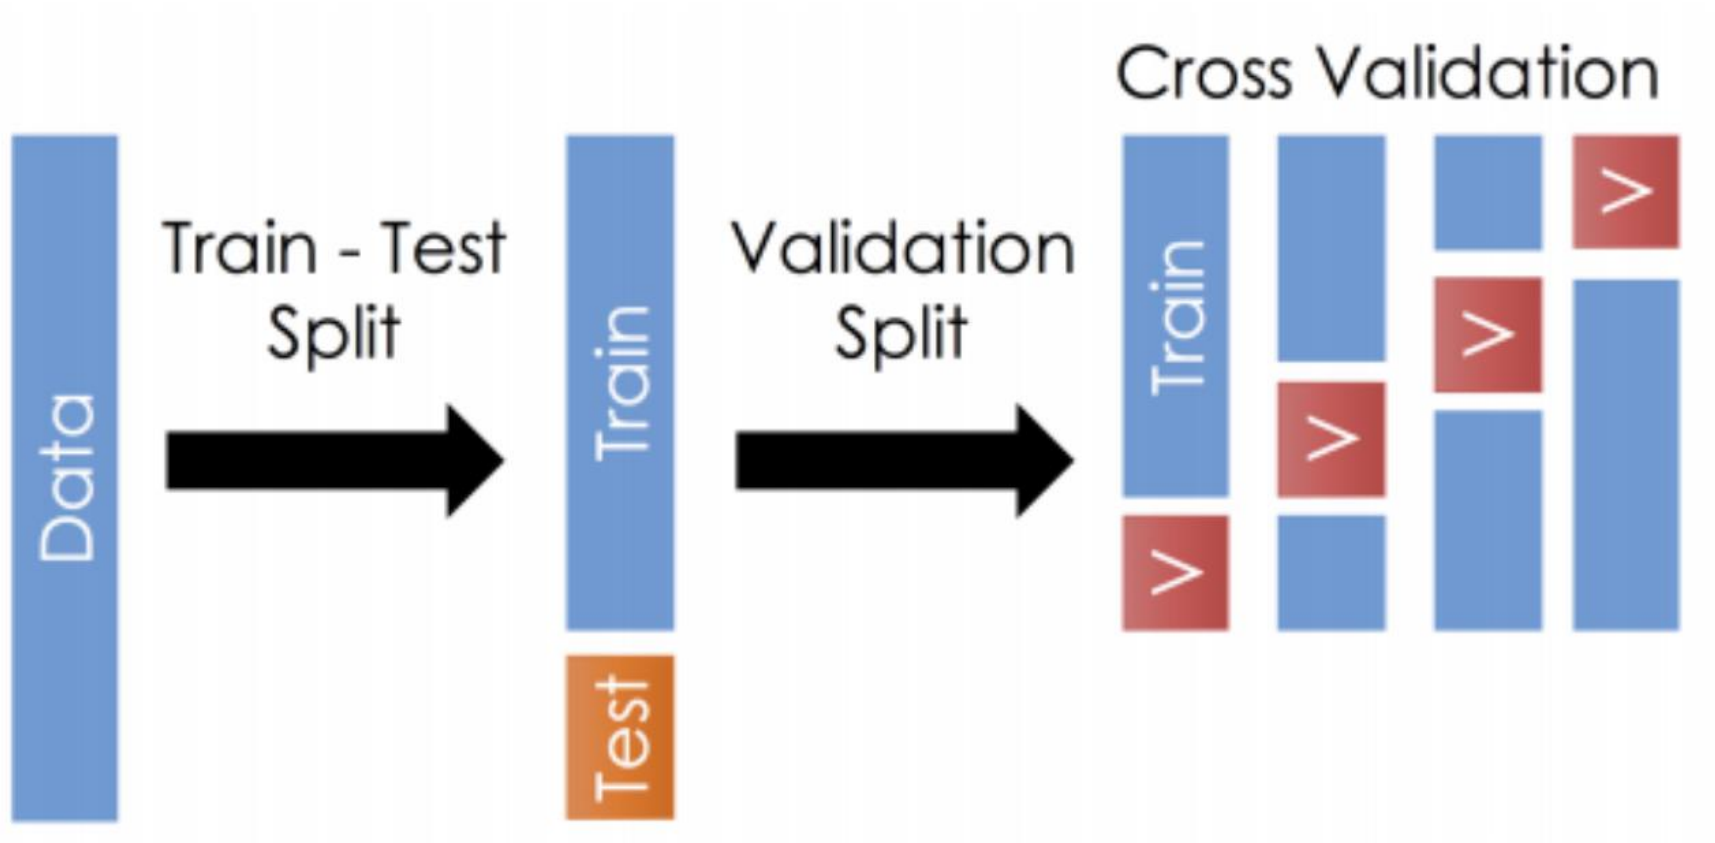 Data
Train - Test
Split
Train
Test
Validation
Split
Cross Validation
Train
V
V
V
V